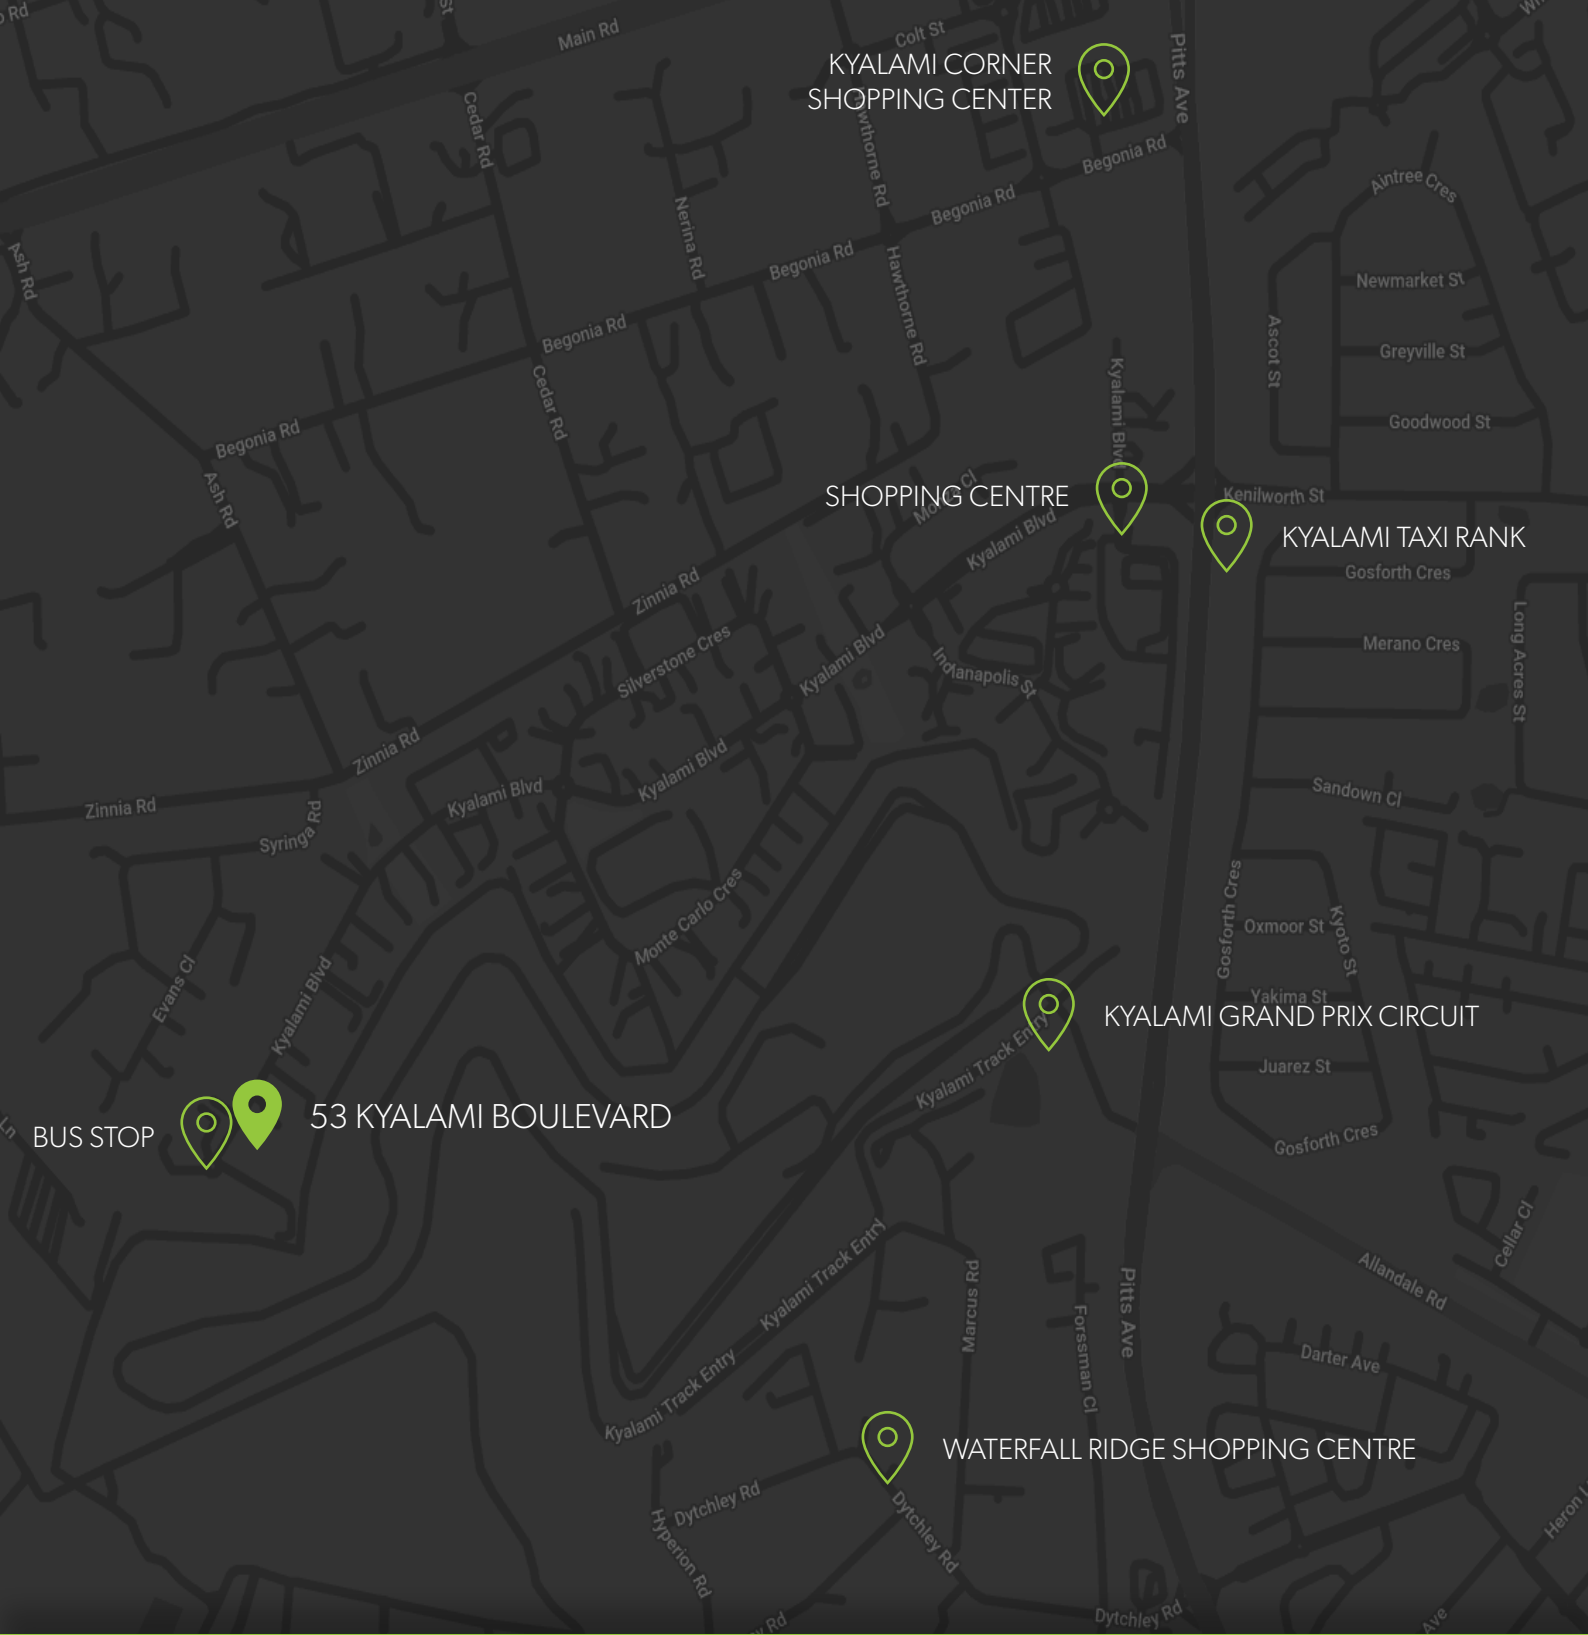 Main Rd
Colt St
Pitts Ave
KYALAMI CORNER
SHOPPING CENTER
Cedar Rd
Begonia Rd
Aintree Cres
Begonia Rd
Nerina Rd
Begonia Rd
Hawthorne Rd
Ash Rd
Newmarket St
Begonia Rd
Ascot St
Greyville St
Kyalami Blvd
Cedar Rd
Goodwood St
Begonia Rd
Ash Rd
SHOPPING CENTRE
Kenilworth St
Kyalami Blvd
KYALAMI TAXI RANK
Gosforth Cres
Zinnia Rd
Merano Cres
Long Acres St
Silverstone Cres
Kyalami Blvd
Indianapolis St
Zinnia Rd
Kyalami Blvd
Kyalami Blvd
Sandown Cl
Zinnia Rd
Syringa Rd
Monte Carlo Cres
Gosforth Cres
Oxmoor St
Kyoto St
Evans Cl
Kyalami Blvd
Yakima St
KYALAMI GRAND PRIX CIRCUIT
Kyalami Track Entry
Juarez St
53 KYALAMI BOULEVARD
BUS STOP
Ln
Gosforth Cres
Cellar Cl
Kyalami Track Entry
Marcus Rd
Pitts Ave
Allandale Rd
Forssman Cl
Darter Ave
Kyalami Track Entry
WATERFALL RIDGE SHOPPING CENTRE
Dytchley Rd
Hyperion Rd
Dytchley Rd
Heron
Dytchley Rd
Rd
Ave